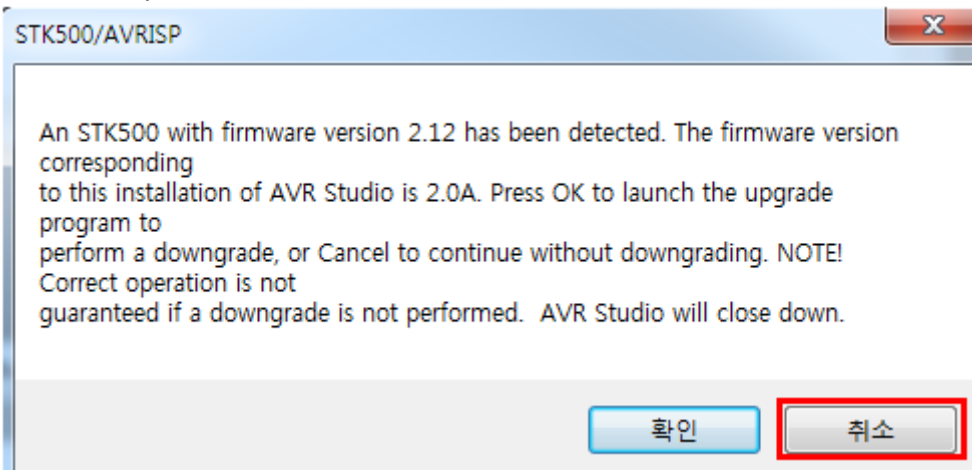 STK500/AVRISP
An STK500 with firmware version 2.12 has been detected. The firmware version
corresponding
to this installation of AVR Studio is 2.0A. Press OK to launch the upgrade
program to
perform a downgrade, or Cancel to continue without downgrading. NOTE!
Correct operation is not
guaranteed if a downgrade is not performed.  AVR Studio will close down.
확인
취소